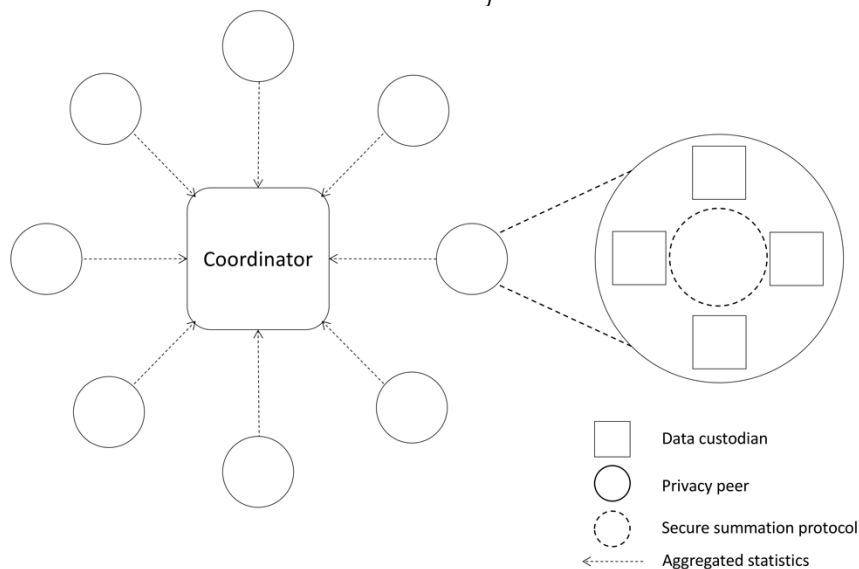 Coordinator
Data custodian
Privacy peer
Secure summation protocol
Aggregated statistics